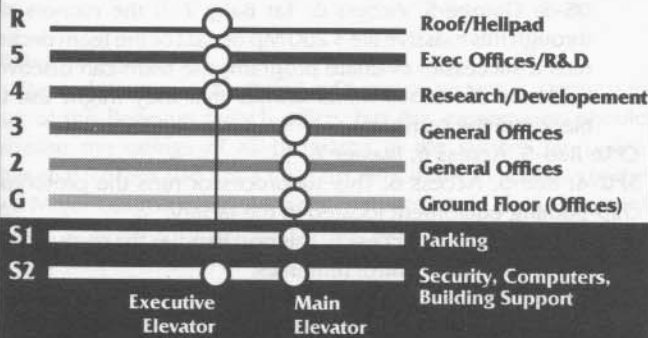 R Roof/Helipad
5 Exec Offices/R&D
4 Research/Developement
3 General Offices
2 General Offices
G Ground Floor (Offices)
S1 Parking
S2 Security, Computers,
Building Support
Executive
Elevator
Main
Elevator